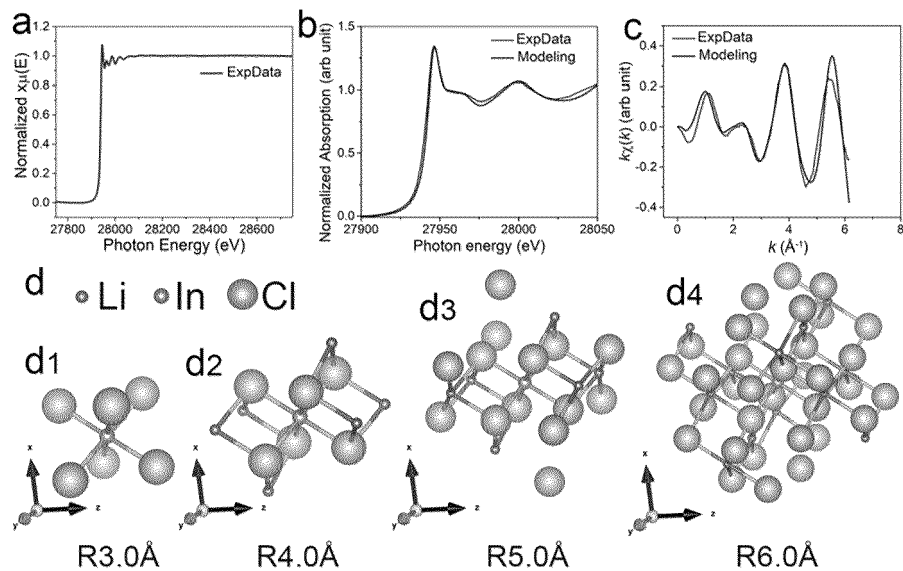 a
Normalized xμ(E)
1.2
1.0
0.8
0.6
0.4
0.2
0.0
ExpData
27800 28000 28200 28400 28600
Photon Energy (eV)
b
Normalized Absorption (arb unit)
1.5
1.0
0.5
0.0
ExpData
Modeling
27900 27950 28000 28050
Photon energy (eV)
c
kχ(k) (arb unit)
0.4
0.2
0.0
-0.2
-0.4
ExpData
Modeling
0 2 4 6 8
k (Å⁻¹)
d
Li In Cl
d1
x
y
z
R3.0Å
d2
x
y
z
R4.0Å
d3
x
y
z
R5.0Å
d4
x
y
z
R6.0Å